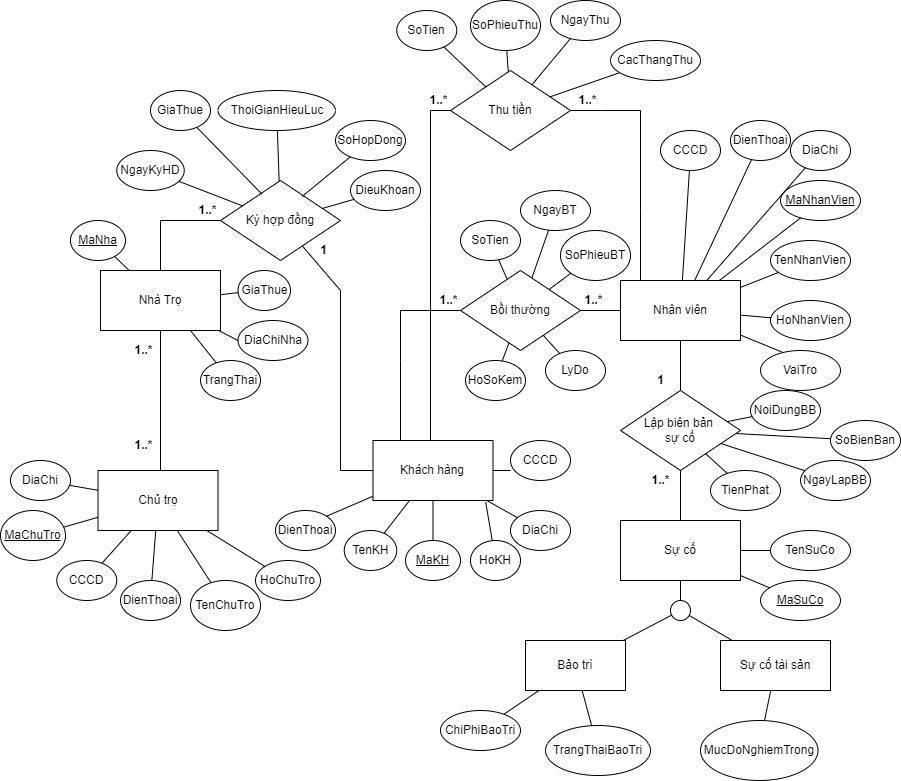 SoTien
SoPhieuThu
NgayThu
CacThangThu
1..*
Thu tiền
1..*
GiaThue
ThoiGianHieuLuc
SoHopDong
NgayKyHD
DieuKhoan
1..*
Ký hợp đồng
1
CCCD
DienThoai
DiaChi
MaNhanVien
TenNhanVien
HoNhanVien
VaiTro
NgayBT
SoTien
SoPhieuBT
1..*
Bồi thường
1..*
Nhân viên
HoSoKem
LyDo
MaNha
Nhà Trọ
GiaThue
DiaChiNha
TrangThai
1..*
1..*
1
NoiDungBB
Lập biên bản
sự cố
SoBienBan
NgayLapBB
TienPhat
1..*
DiaChi
Chủ trọ
MaChuTro
CCCD
DienThoai
TenChuTro
HoChuTro
Khách hàng
CCCD
DienThoai
TenKH
MaKH
HoKH
DiaChi
Sự cố
TenSuCo
MaSuCo
Bảo trì
Sự cố tài sản
ChiPhiBaoTri
TrangThaiBaoTri
MucDoNghiemTrong